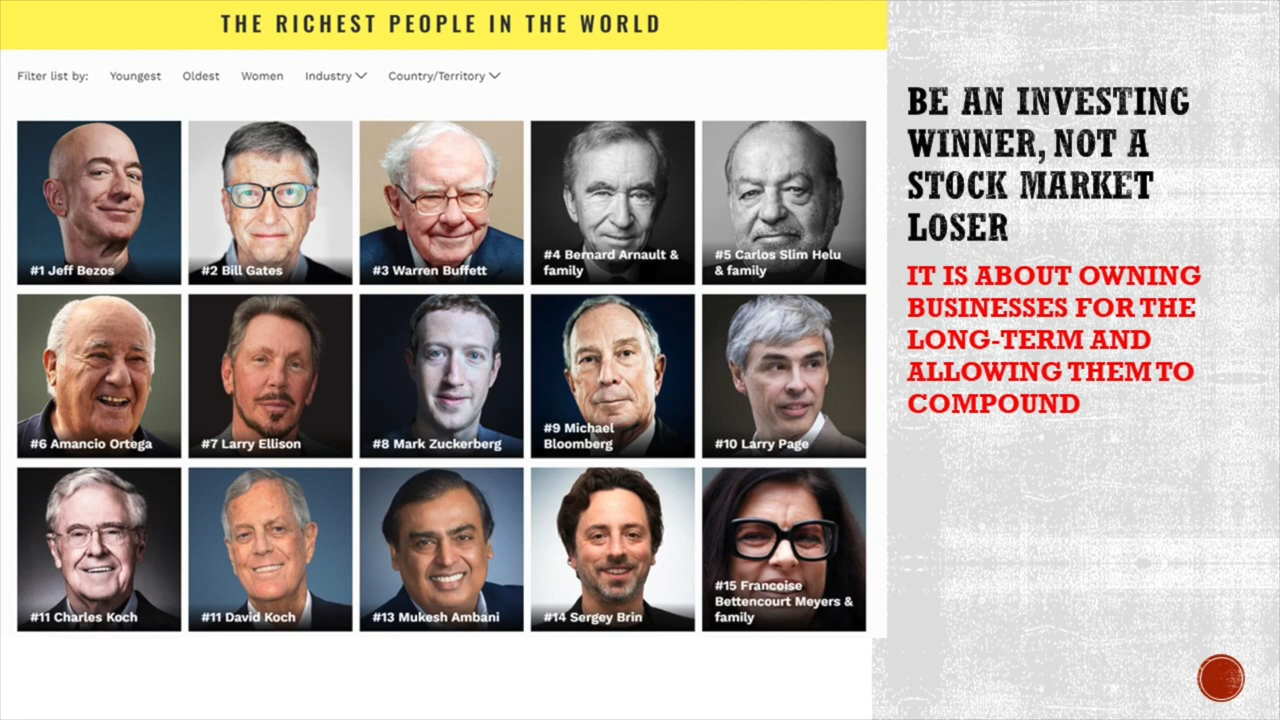 THE RICHEST PEOPLE IN THE WORLD
Filter list by: Youngest Oldest Women Industry Country/Territory
#1 Jeff Bezos
#2 Bill Gates
#3 Warren Buffett
#4 Bernard Arnault &
family
#5 Carlos Slim Helu
& family
#6 Amancio Ortega
#7 Larry Ellison
#8 Mark Zuckerberg
#9 Michael
Bloomberg
#10 Larry Page
#11 Charles Koch
#11 David Koch
#13 Mukesh Ambani
#14 Sergey Brin
#15 Francoise
Bettencourt Meyers &
family
BE AN INVESTING
WINNER, NOT A
STOCK MARKET
LOSER
IT IS ABOUT OWNING
BUSINESSES FOR THE
LONG-TERM AND
ALLOWING THEM TO
COMPOUND